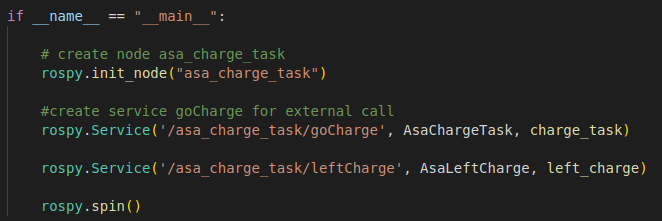 if __name__ == "__main__":
# create node asa_charge_task
rospy.init_node("asa_charge_task")
#create service goCharge for external call
rospy.Service('/asa_charge_task/goCharge', AsaChargeTask, charge_task)
rospy.Service('/asa_charge_task/leftCharge', AsaLeftCharge, left_charge)
rospy.spin()